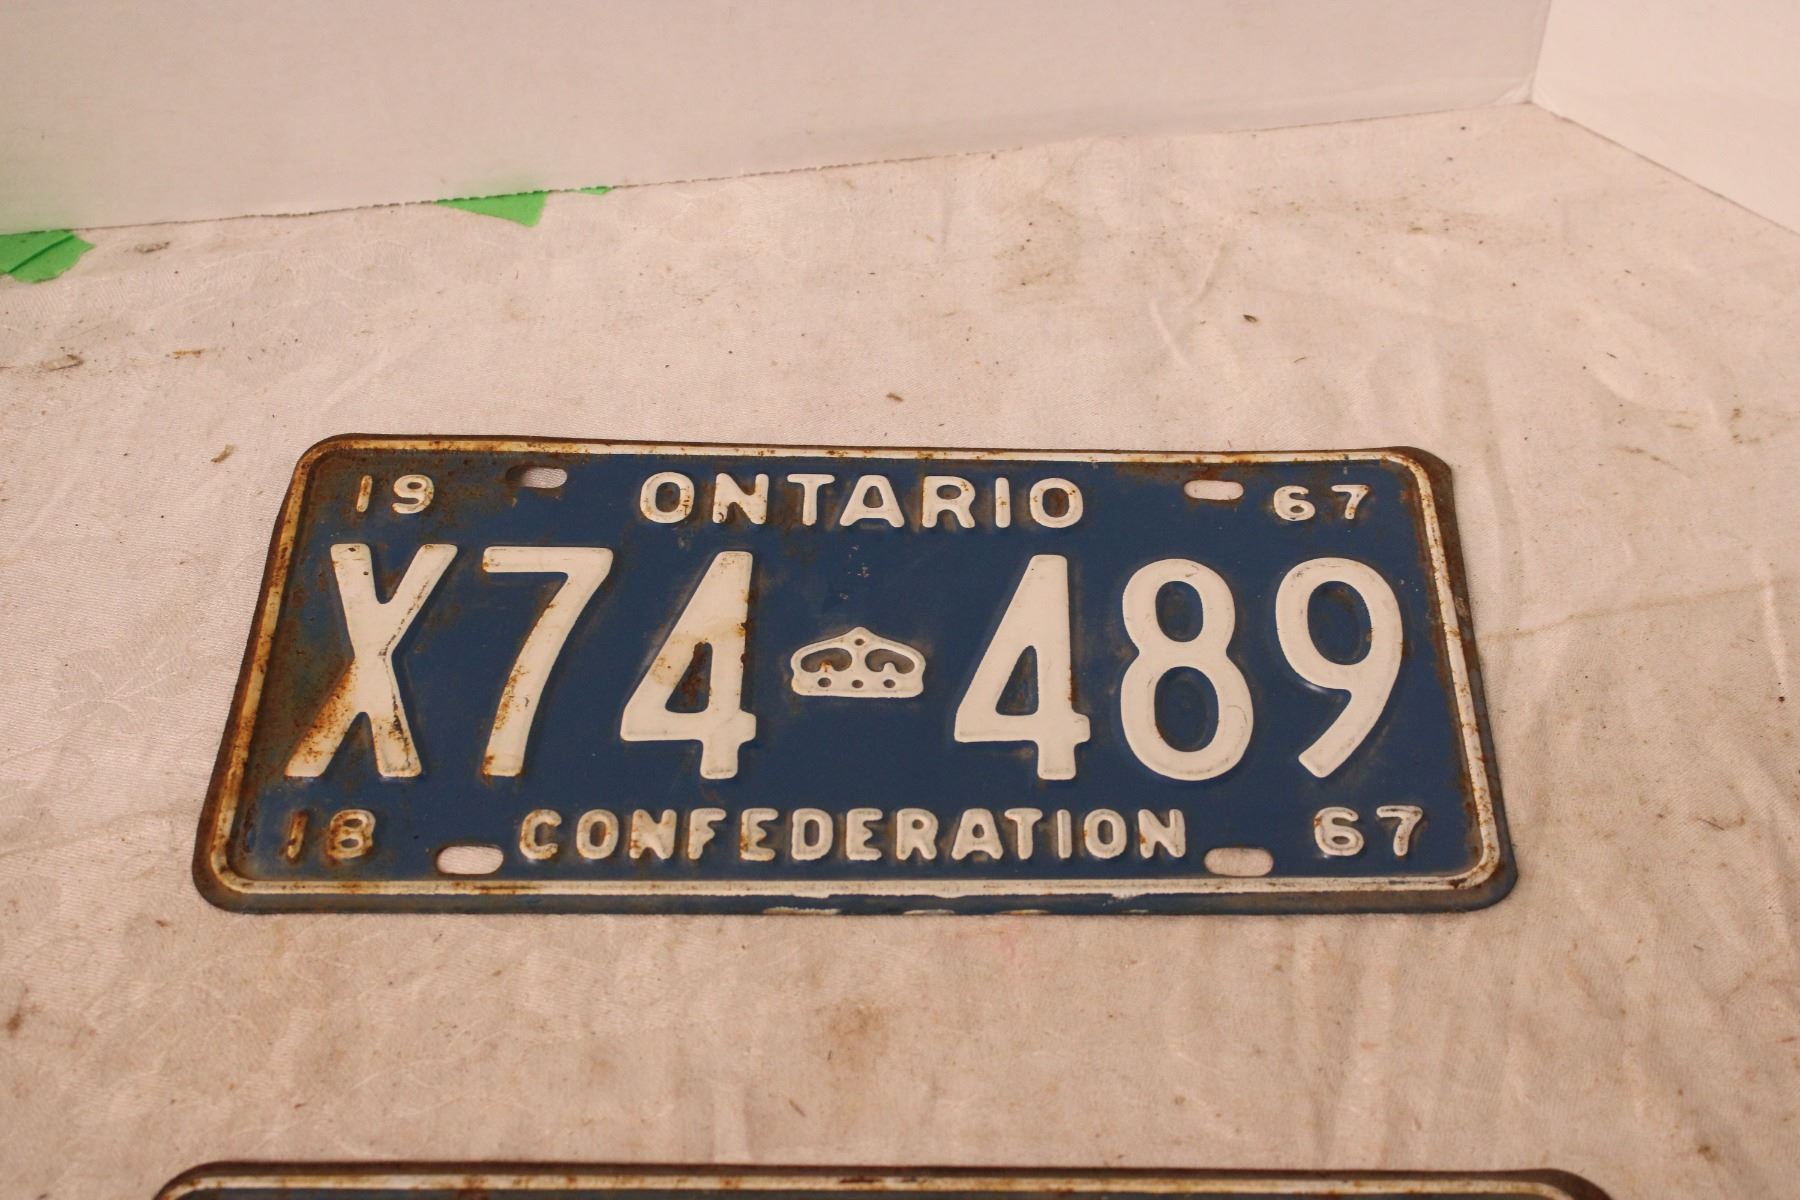 19 ONTARIO 67
X74 489
18 CONFEDERATION 67